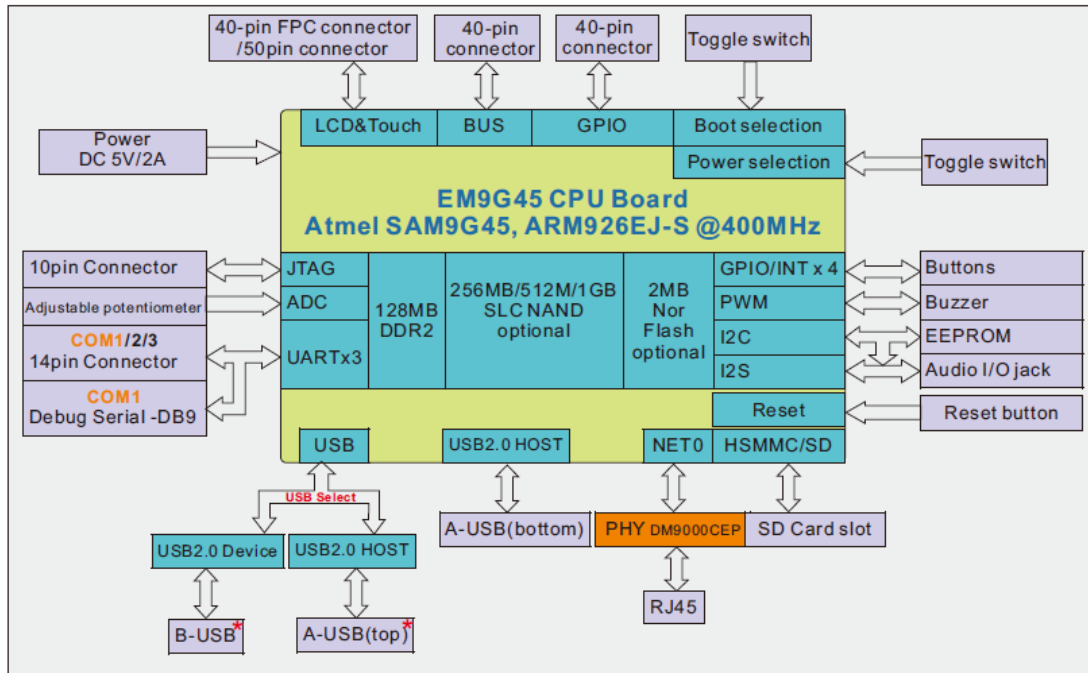 40-pin FPC connector
/50pin connector
40-pin
connector
40-pin
connector
Toggle switch
LCD&Touch
BUS
GPIO
Boot selection
Power
DC 5V/2A
Power selection
Toggle switch
EM9G45 CPU Board
Atmel SAM9G45, ARM926EJ-S @400MHz
10pin Connector
Adjustable potentiometer
COM1/2/3
14pin Connector
COM1
Debug Serial -DB9
JTAG
ADC
UARTx3
128MB
DDR2
256MB/512M/1GB
SLC NAND
optional
2MB
Nor
Flash
optional
GPIO/INT x 4
PWM
I2C
I2S
Buttons
Buzzer
EEPROM
Audio I/O jack
Reset
Reset button
USB
USB2.0 HOST
NET0
HSMMC/SD
USB Select
A-USB(bottom)
PHY DM9000CEP
SD Card slot
USB2.0 Device
USB2.0 HOST
RJ45
B-USB*
A-USB(top)*